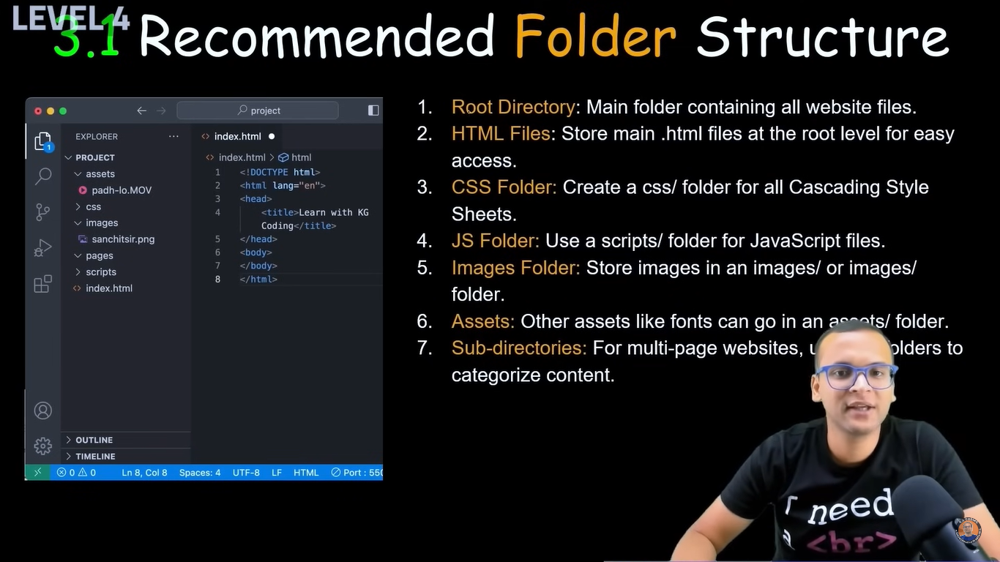 LEVEL 4
3.1 Recommended Folder Structure
project
EXPLORER
PROJECT
assets
padh-lo.MOV
css
images
sanchitsir.png
pages
scripts
index.html
OUTLINE
TIMELINE
index.html
index.html > html
1 <!DOCTYPE html>
2 <html lang="en">
3 <head>
4 <title>Learn with KG
Coding</title>
5 </head>
6 <body>
7 </body>
8 </html>
1
0 0 Ln 8, Col 8 Spaces: 4 UTF-8 LF HTML Port : 550
1. Root Directory: Main folder containing all website files.
2. HTML Files: Store main .html files at the root level for easy
access.
3. CSS Folder: Create a css/ folder for all Cascading Style
Sheets.
4. JS Folder: Use a scripts/ folder for JavaScript files.
5. Images Folder: Store images in an images/ or images/
folder.
6. Assets: Other assets like fonts can go in an assets/ folder.
7. Sub-directories: For multi-page websites, to
categorize content.
I need
a <br>